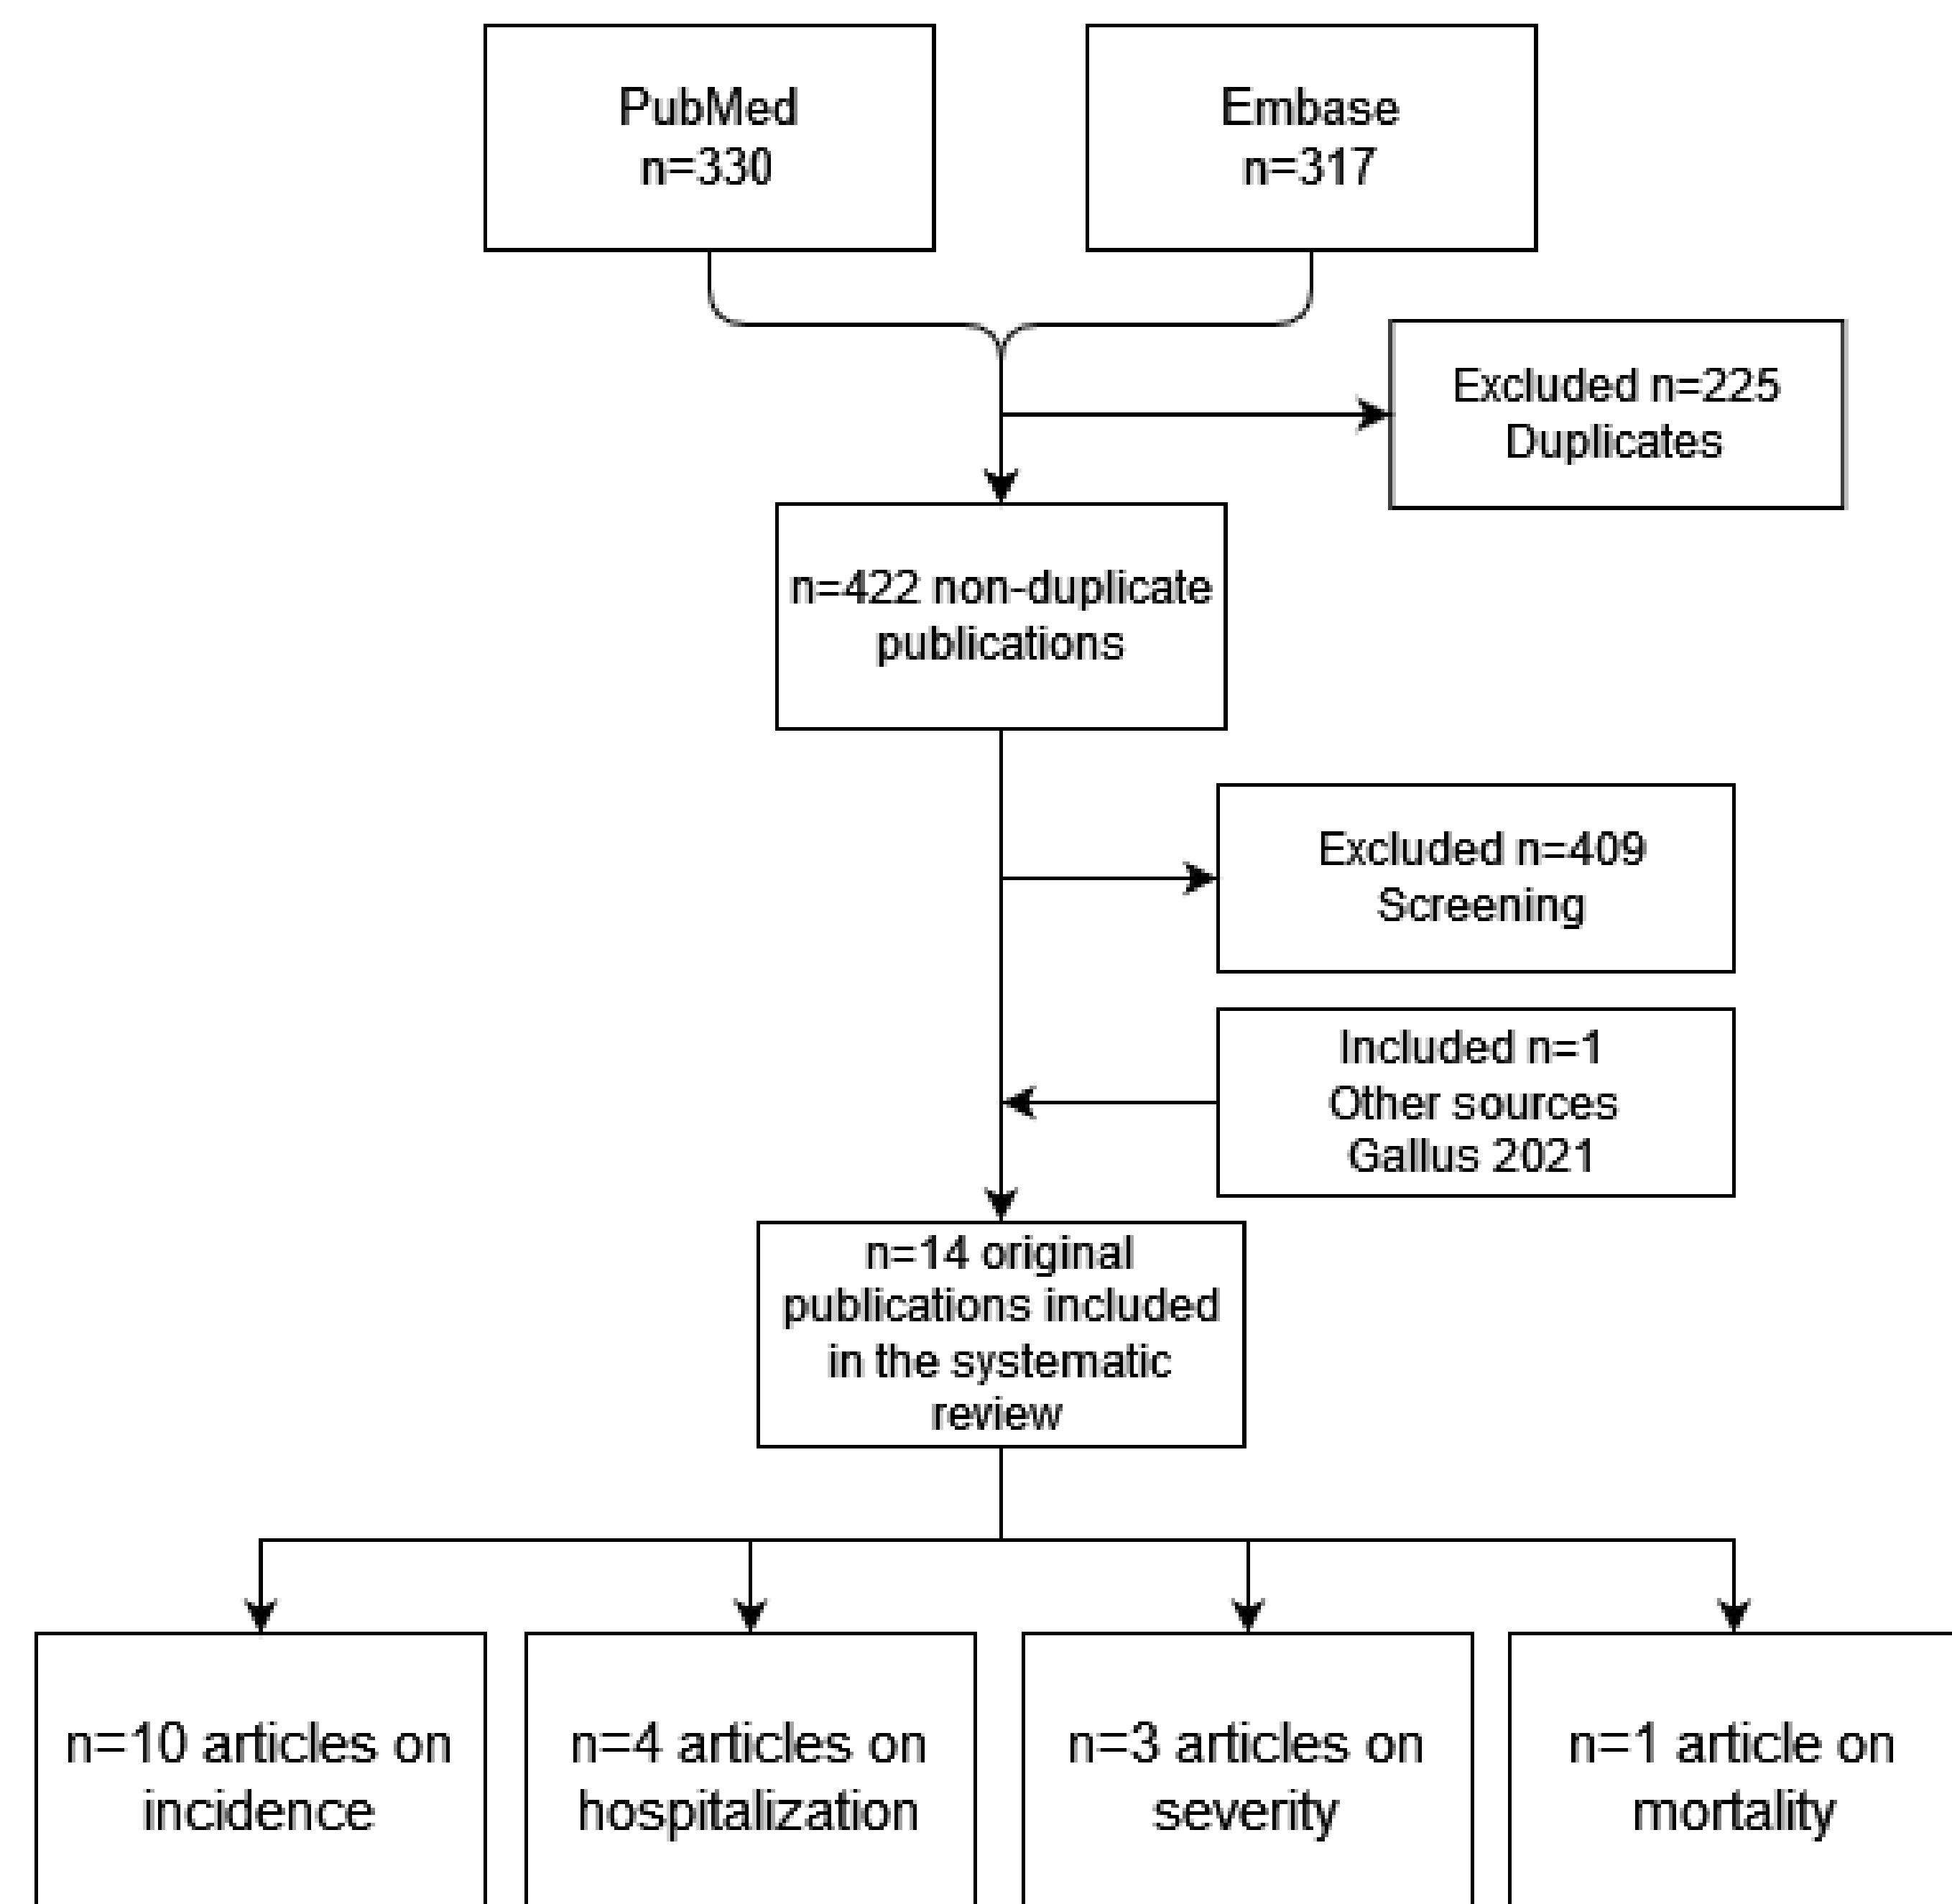 PubMed
n=330
Embase
n=317
Excluded n=225
Duplicates
n=422 non-duplicate
publications
Excluded n=409
Screening
Included n=1
Other sources
Gallus 2021
n=14 original
publications included
in the systematic
review
n=10 articles on
incidence
n=4 articles on
hospitalization
n=3 articles on
severity
n=1 article on
mortality